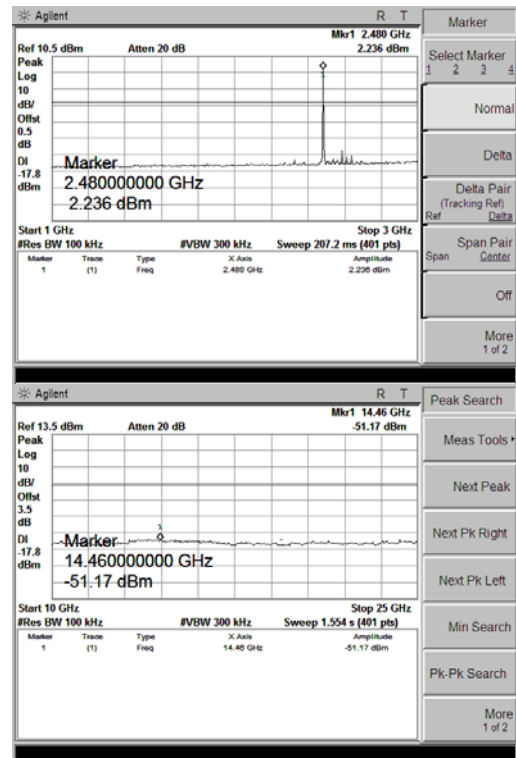 Agilent R T
Mkr1 2.480 GHz
Ref 10.5 dBm Atten 20 dB 2.236 dBm
Peak
Log
10
dB/
Offst
0.5
dB
DI
-17.8
dBm
1
Marker
2.480000000 GHz
2.236 dBm
Start 1 GHz Stop 3 GHz
#Res BW 100 kHz #VBW 300 kHz Sweep 207.2 ms (401 pts)
Marker Trace Type X Axis Amplitude
1 (1) Freq 2.480 GHz 2.236 dBm
Marker
Select Marker
1 2 3 4
Normal
Delta
Delta Pair
(Tracking Ref)
Ref Delta
Span Pair
Span Center
Off
More
1 of 2
Agilent R T
Mkr1 14.46 GHz
Ref 13.5 dBm Atten 20 dB -51.17 dBm
Peak
Log
10
dB/
Offst
3.5
dB
DI
-17.8
dBm
1
Marker
14.460000000 GHz
-51.17 dBm
Start 10 GHz Stop 25 GHz
#Res BW 100 kHz #VBW 300 kHz Sweep 1.554 s (401 pts)
Marker Trace Type X Axis Amplitude
1 (1) Freq 14.46 GHz -51.17 dBm
Peak Search
Meas Tools
Next Peak
Next Pk Right
Next Pk Left
Min Search
Pk-Pk Search
More
1 of 2